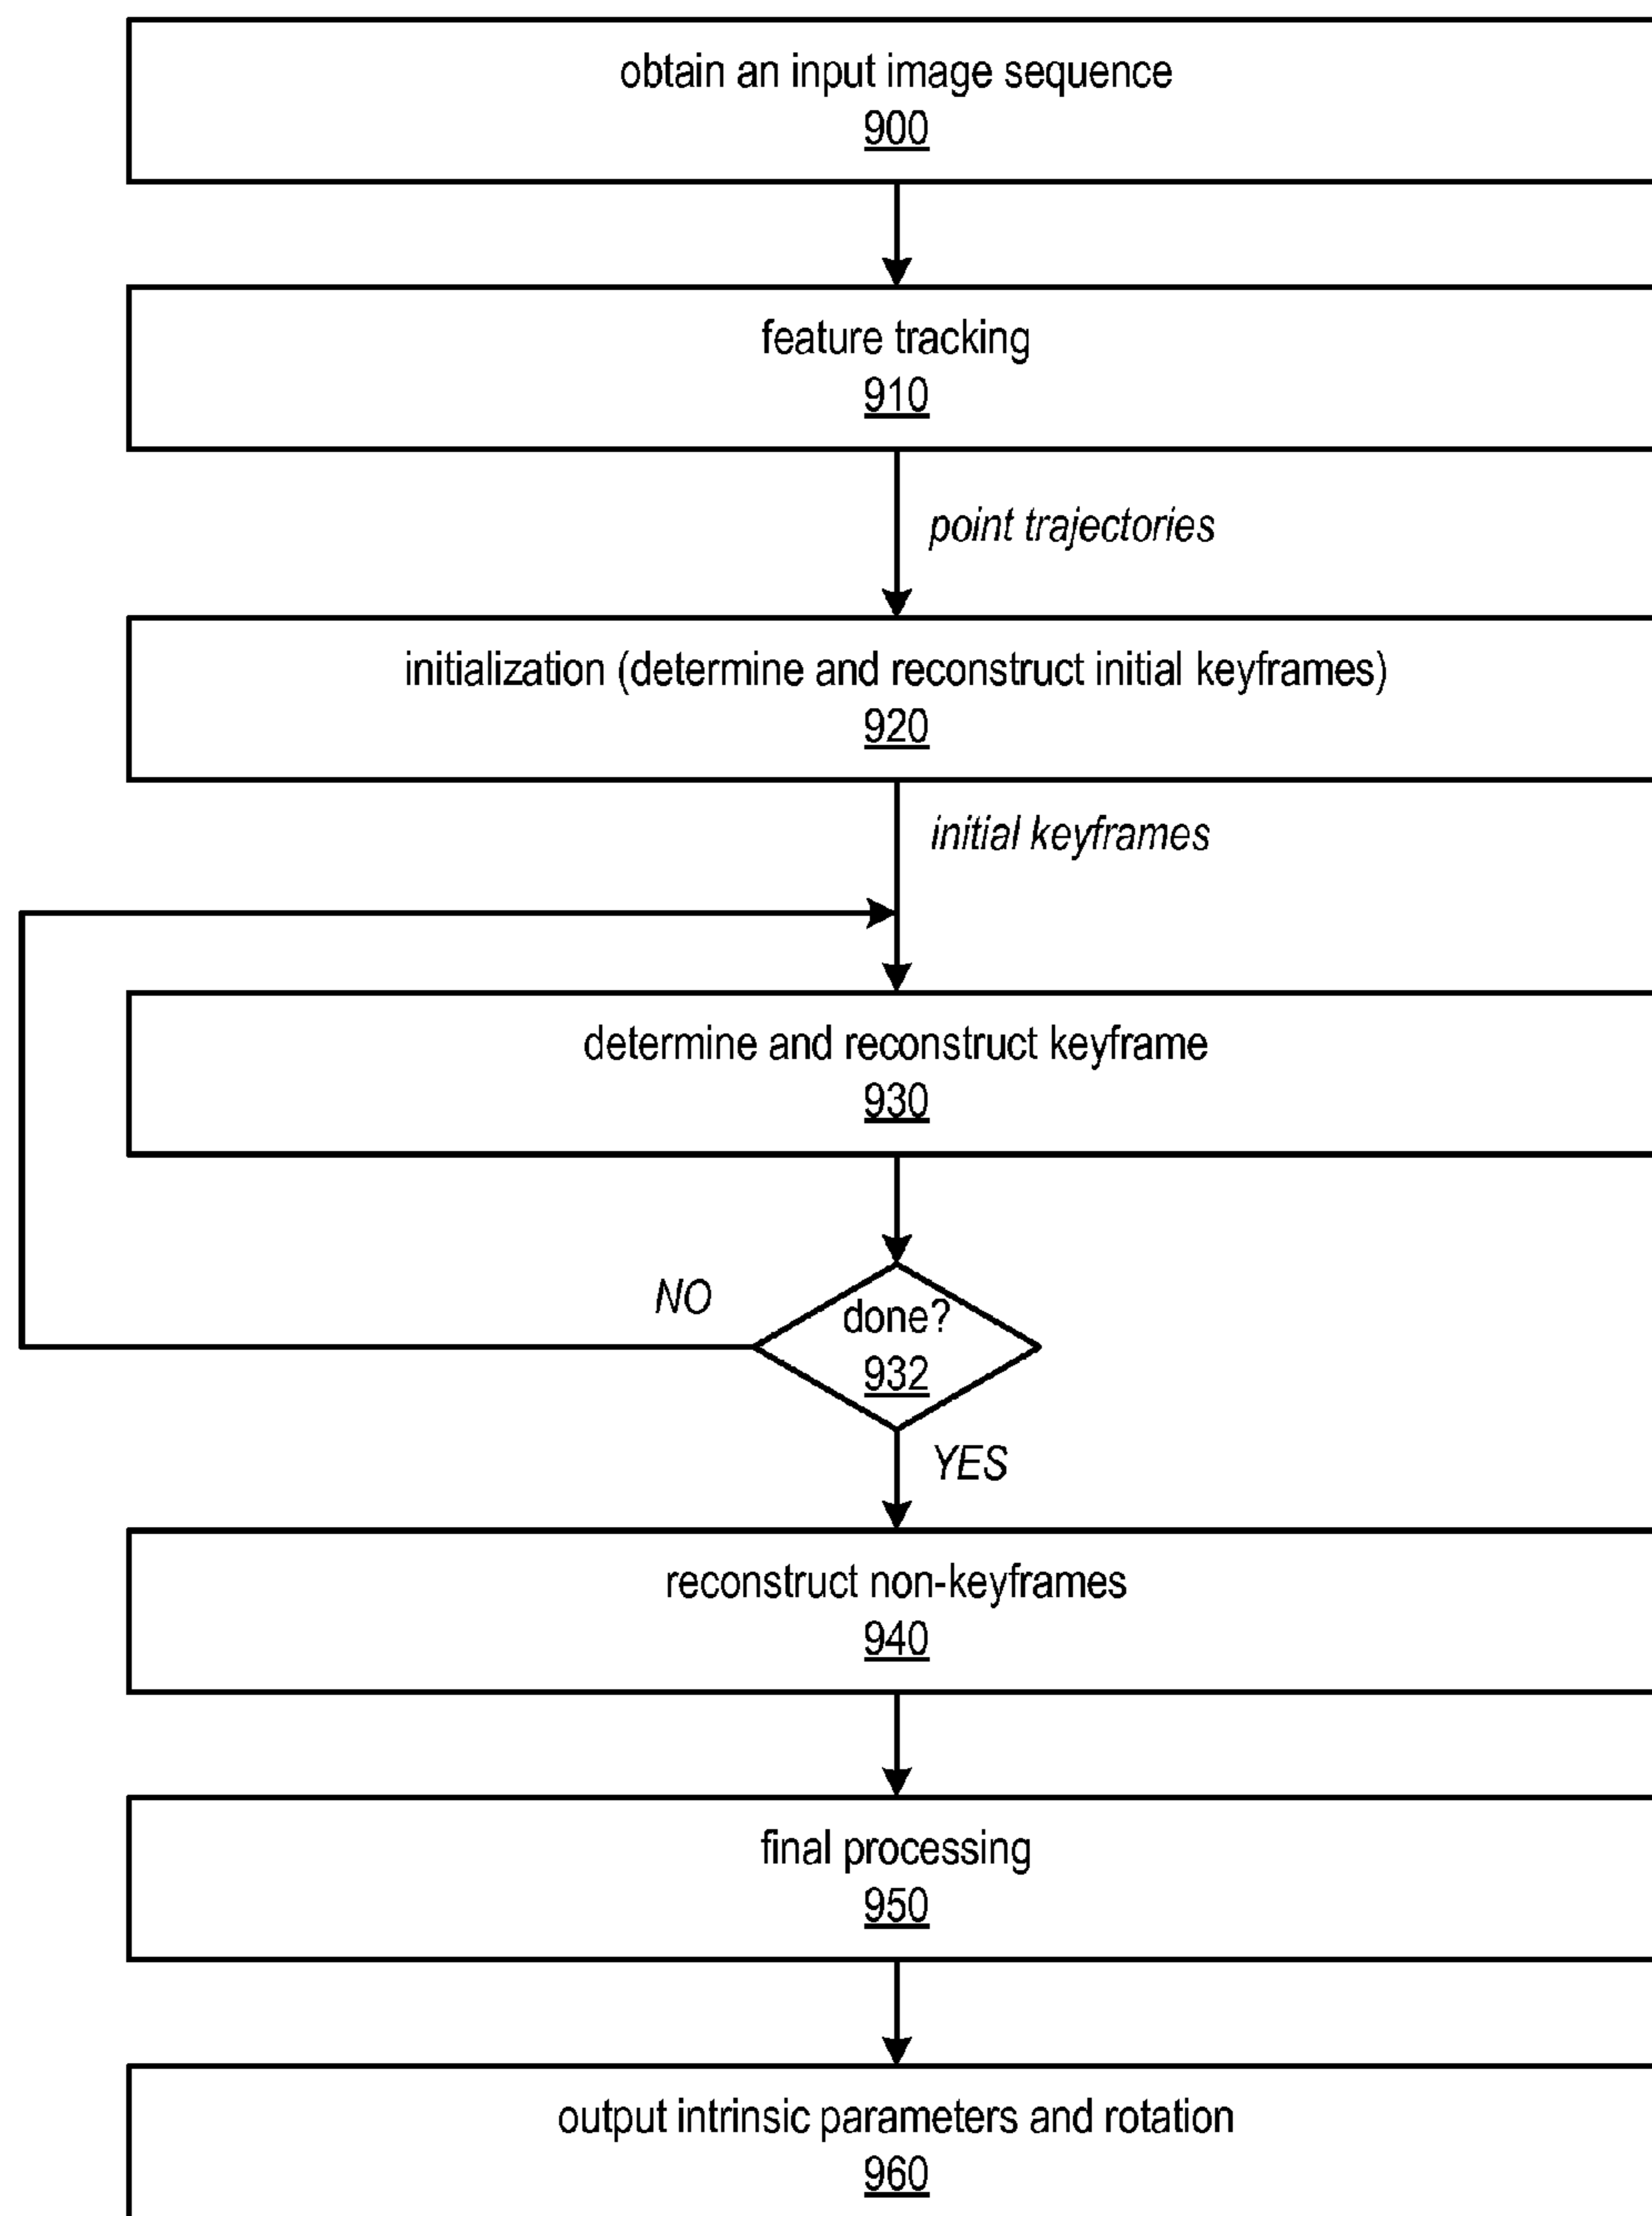 obtain an input image sequence
900
feature tracking
910
point trajectories
initialization (determine and reconstruct initial keyframes)
920
initial keyframes
determine and reconstruct keyframe
930
NO
done?
932
YES
reconstruct non-keyframes
940
final processing
950
output intrinsic parameters and rotation
960